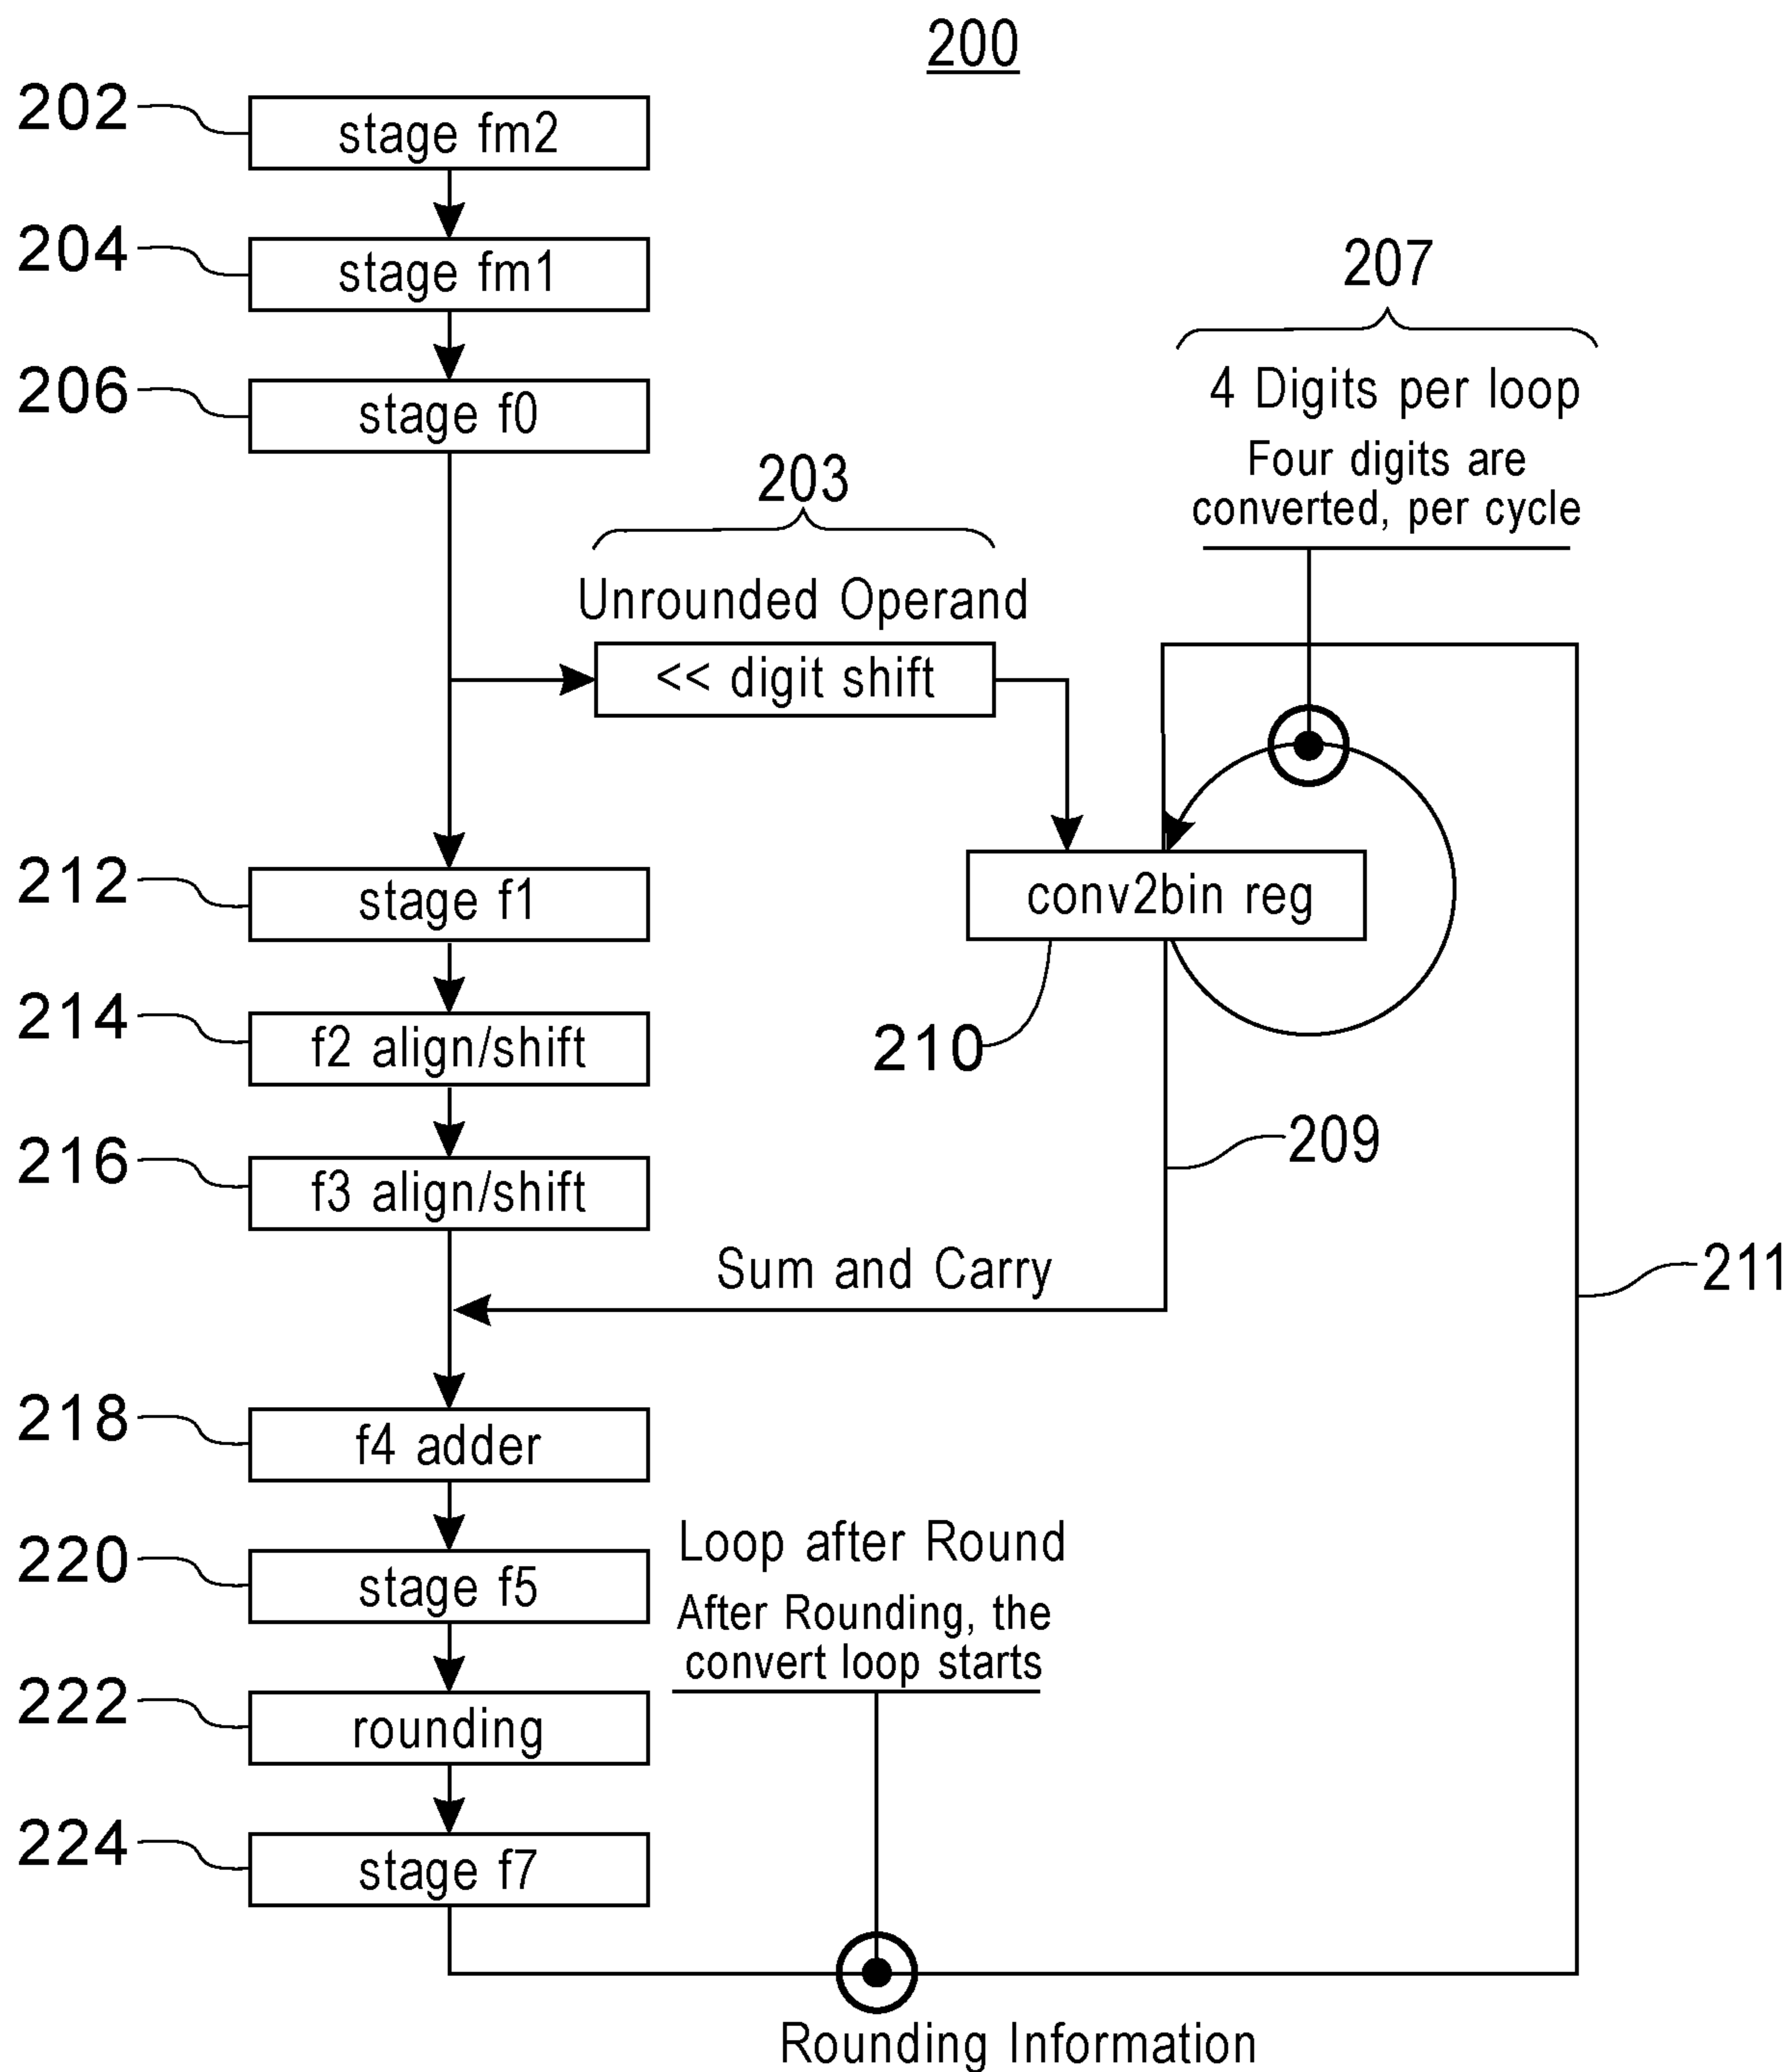 200
202
stage fm2
204
stage fm1
207
206
stage f0
4 Digits per loop
Four digits are
converted, per cycle
203
Unrounded Operand
<< digit shift
212
stage f1
conv2bin reg
214
f2 align/shift
210
209
216
f3 align/shift
Sum and Carry
211
218
f4 adder
220
stage f5
Loop after Round
After Rounding, the
convert loop starts
222
rounding
224
stage f7
Rounding Information